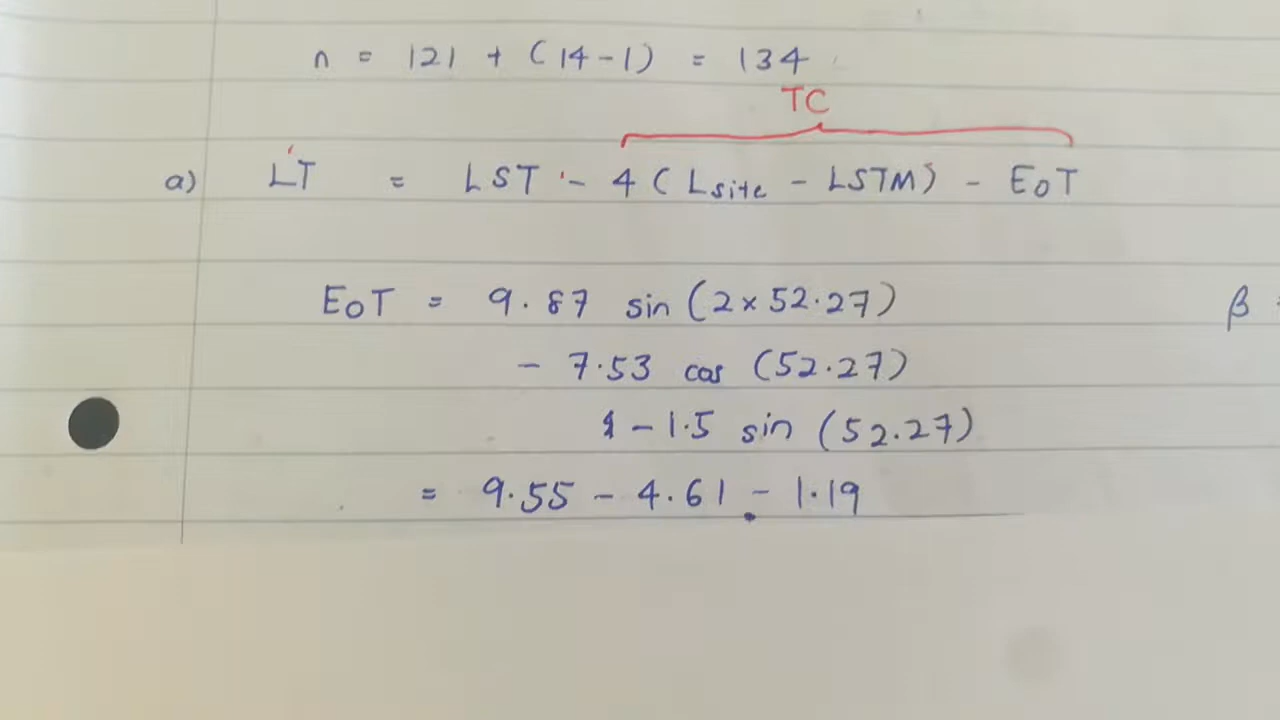 n = 121 + (14-1) = 134
TC
a) LT = LST - 4 (Lsite - LSTM) - EOT
EOT = 9.87 sin (2 x 52.27) β =
- 7.53 cos (52.27)
- 1.5 sin (52.27)
= 9.55 - 4.61 - 1.19